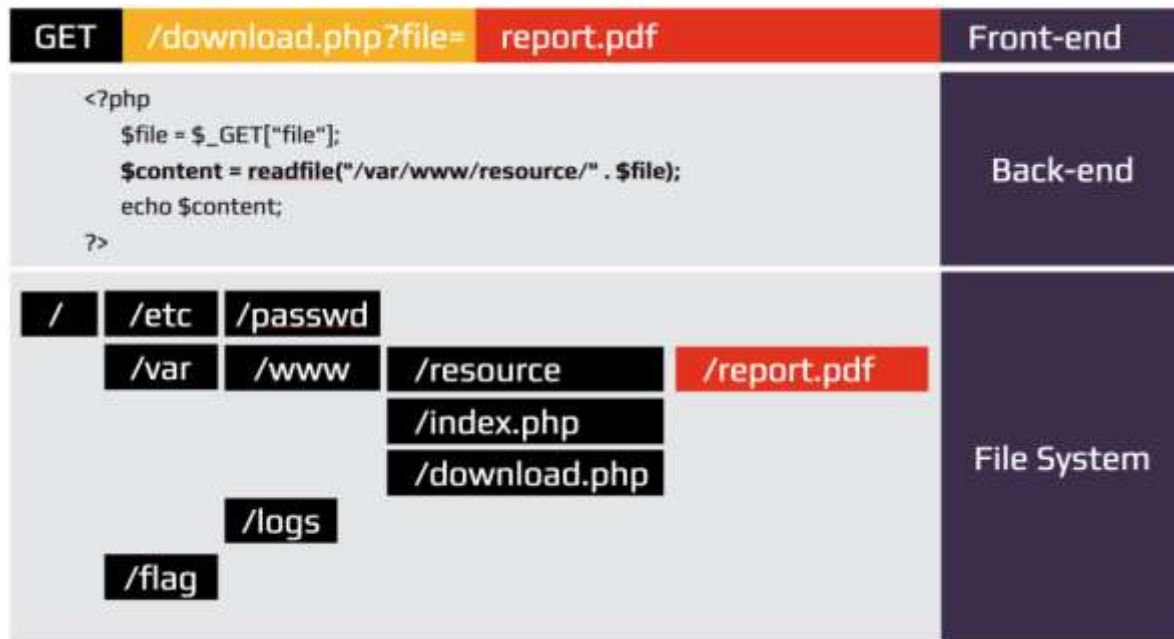 GET /download.php?file= report.pdf Front-end
<?php
$file = $_GET["file"];
$content = readfile("/var/www/resource/" . $file);
echo $content;
?>
Back-end
/ /etc /passwd
/var /www /resource /report.pdf
/index.php
/download.php
/logs
/flag
File System